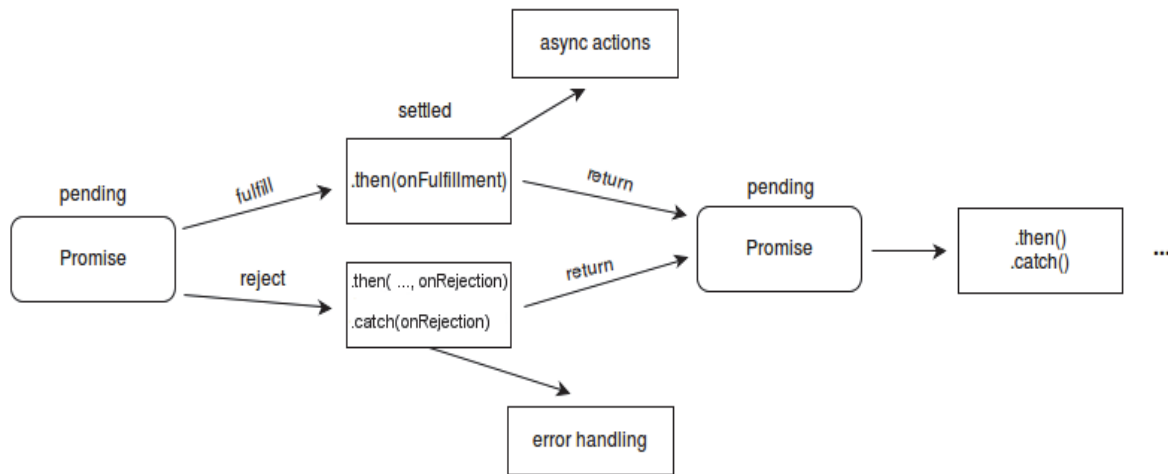 async actions
settled
.then(onFulfillment)
fulfill
return
pending
Promise
pending
Promise
.then()
.catch()
...
reject
.then( ..., onRejection)
.catch(onRejection)
return
error handling